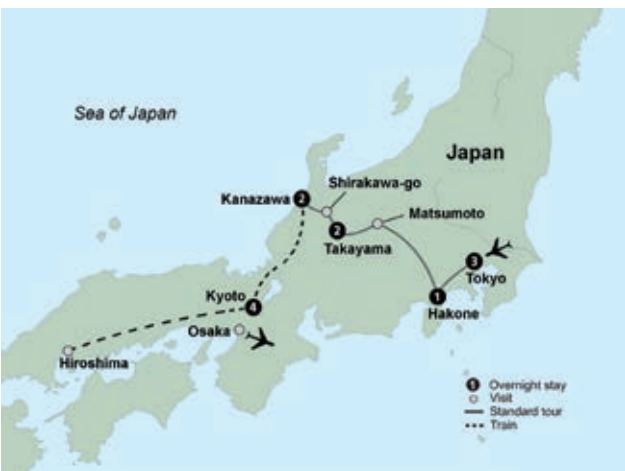 Sea of Japan
Japan
Shirakawa-go
Kanazawa
2
Matsumoto
2
Takayama
3
Tokyo
Kyoto
4
1
Hakone
Osaka
Hiroshima
1 Overnight stay
Visit
Standard tour
Train